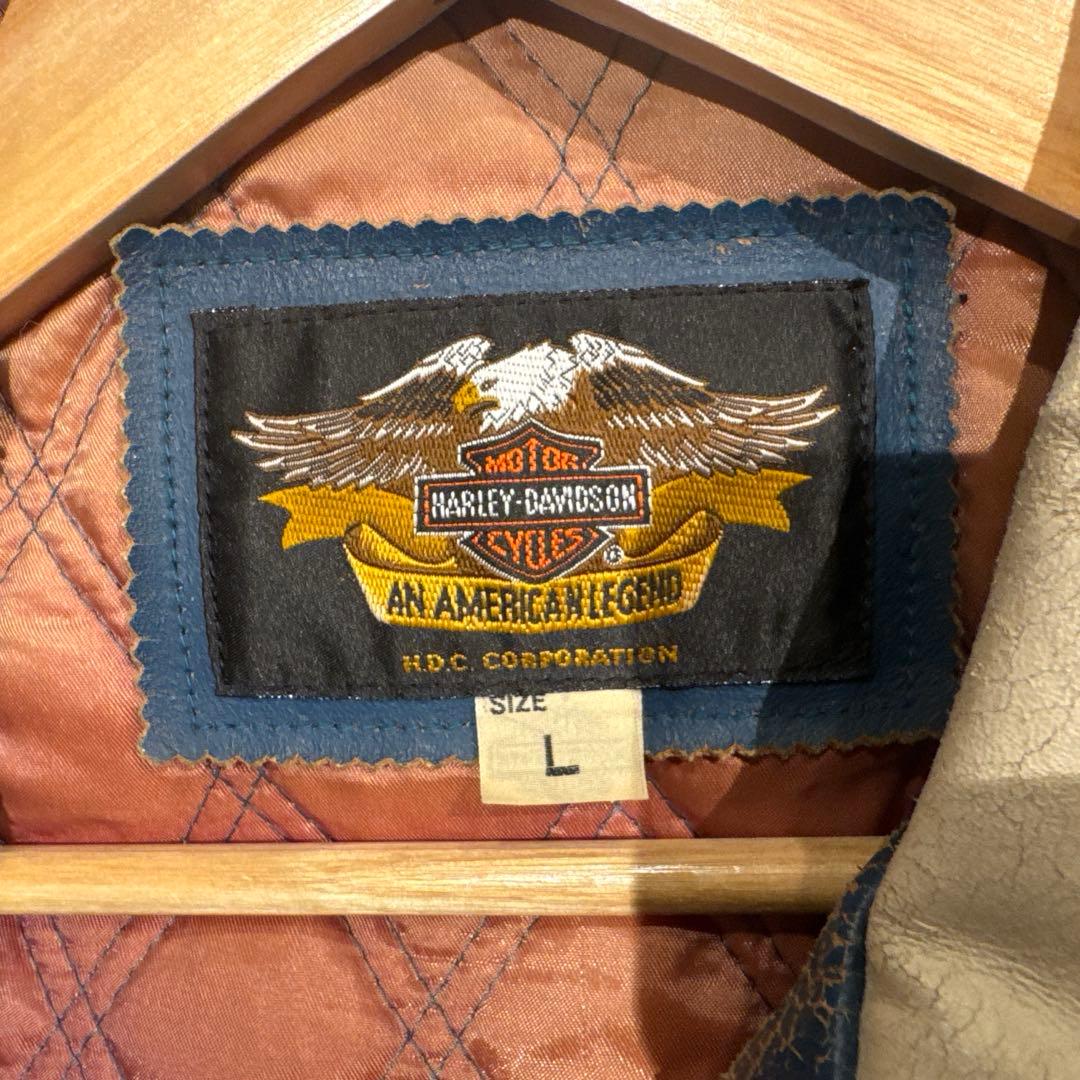 MOTOR
HARLEY-DAVIDSON
CYCLES
®
AN AMERICAN LEGEND
H.D.C. CORPORATION
SIZE
L